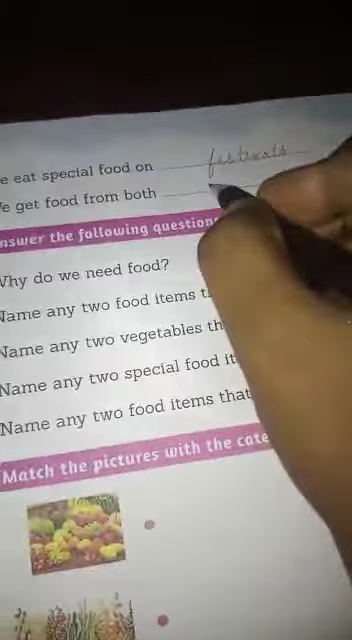 e eat special food on festivals
e get food from both
nswer the following question
Why do we need food?
Name any two food items t
Name any two vegetables th
Name any two special food it
Name any two food items that
Match the pictures with the cate